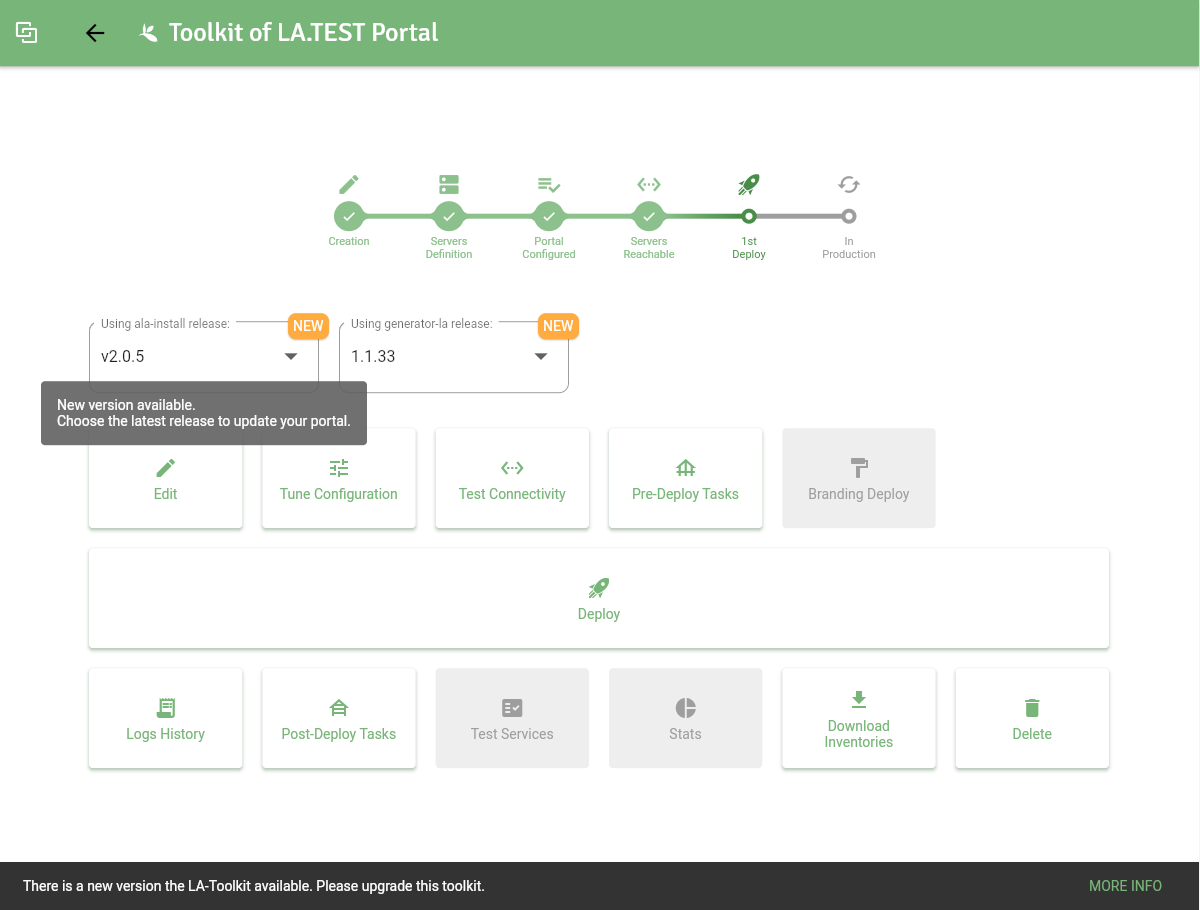 Toolkit of LA.TEST Portal
Creation
Servers
Definition
Portal
Configured
Servers
Reachable
1st
Deploy
In
Production
Using ala-install release:
NEW
v2.0.5
Using generator-la release:
NEW
1.1.33
New version available.
Choose the latest release to update your portal.
Edit
Tune Configuration
Test Connectivity
Pre-Deploy Tasks
Branding Deploy
Deploy
Logs History
Post-Deploy Tasks
Test Services
Stats
Download
Inventories
Delete
There is a new version the LA-Toolkit available. Please upgrade this toolkit.
MORE INFO